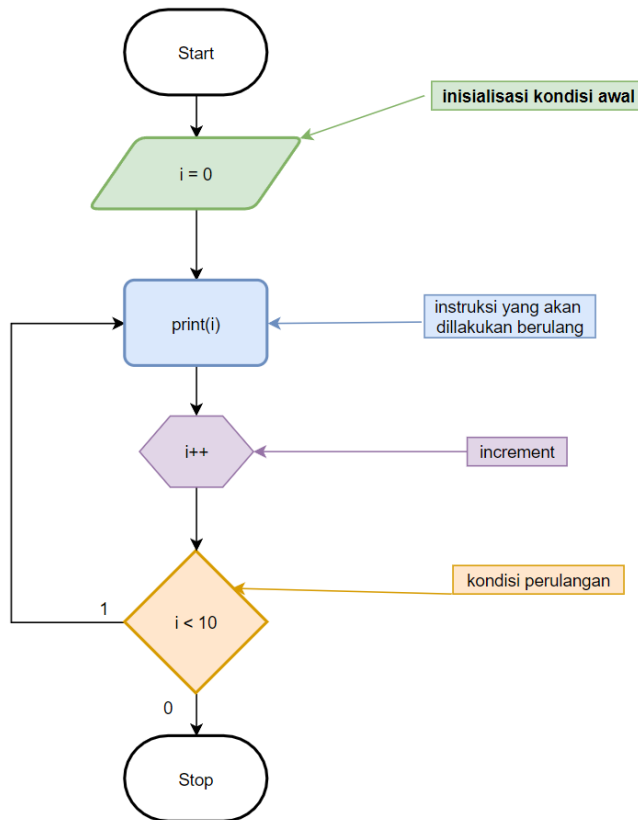 Start
inisialisasi kondisi awal
i = 0
print(i)
instruksi yang akan
dillakukan berulang
i++
increment
kondisi perulangan
1
i < 10
0
Stop